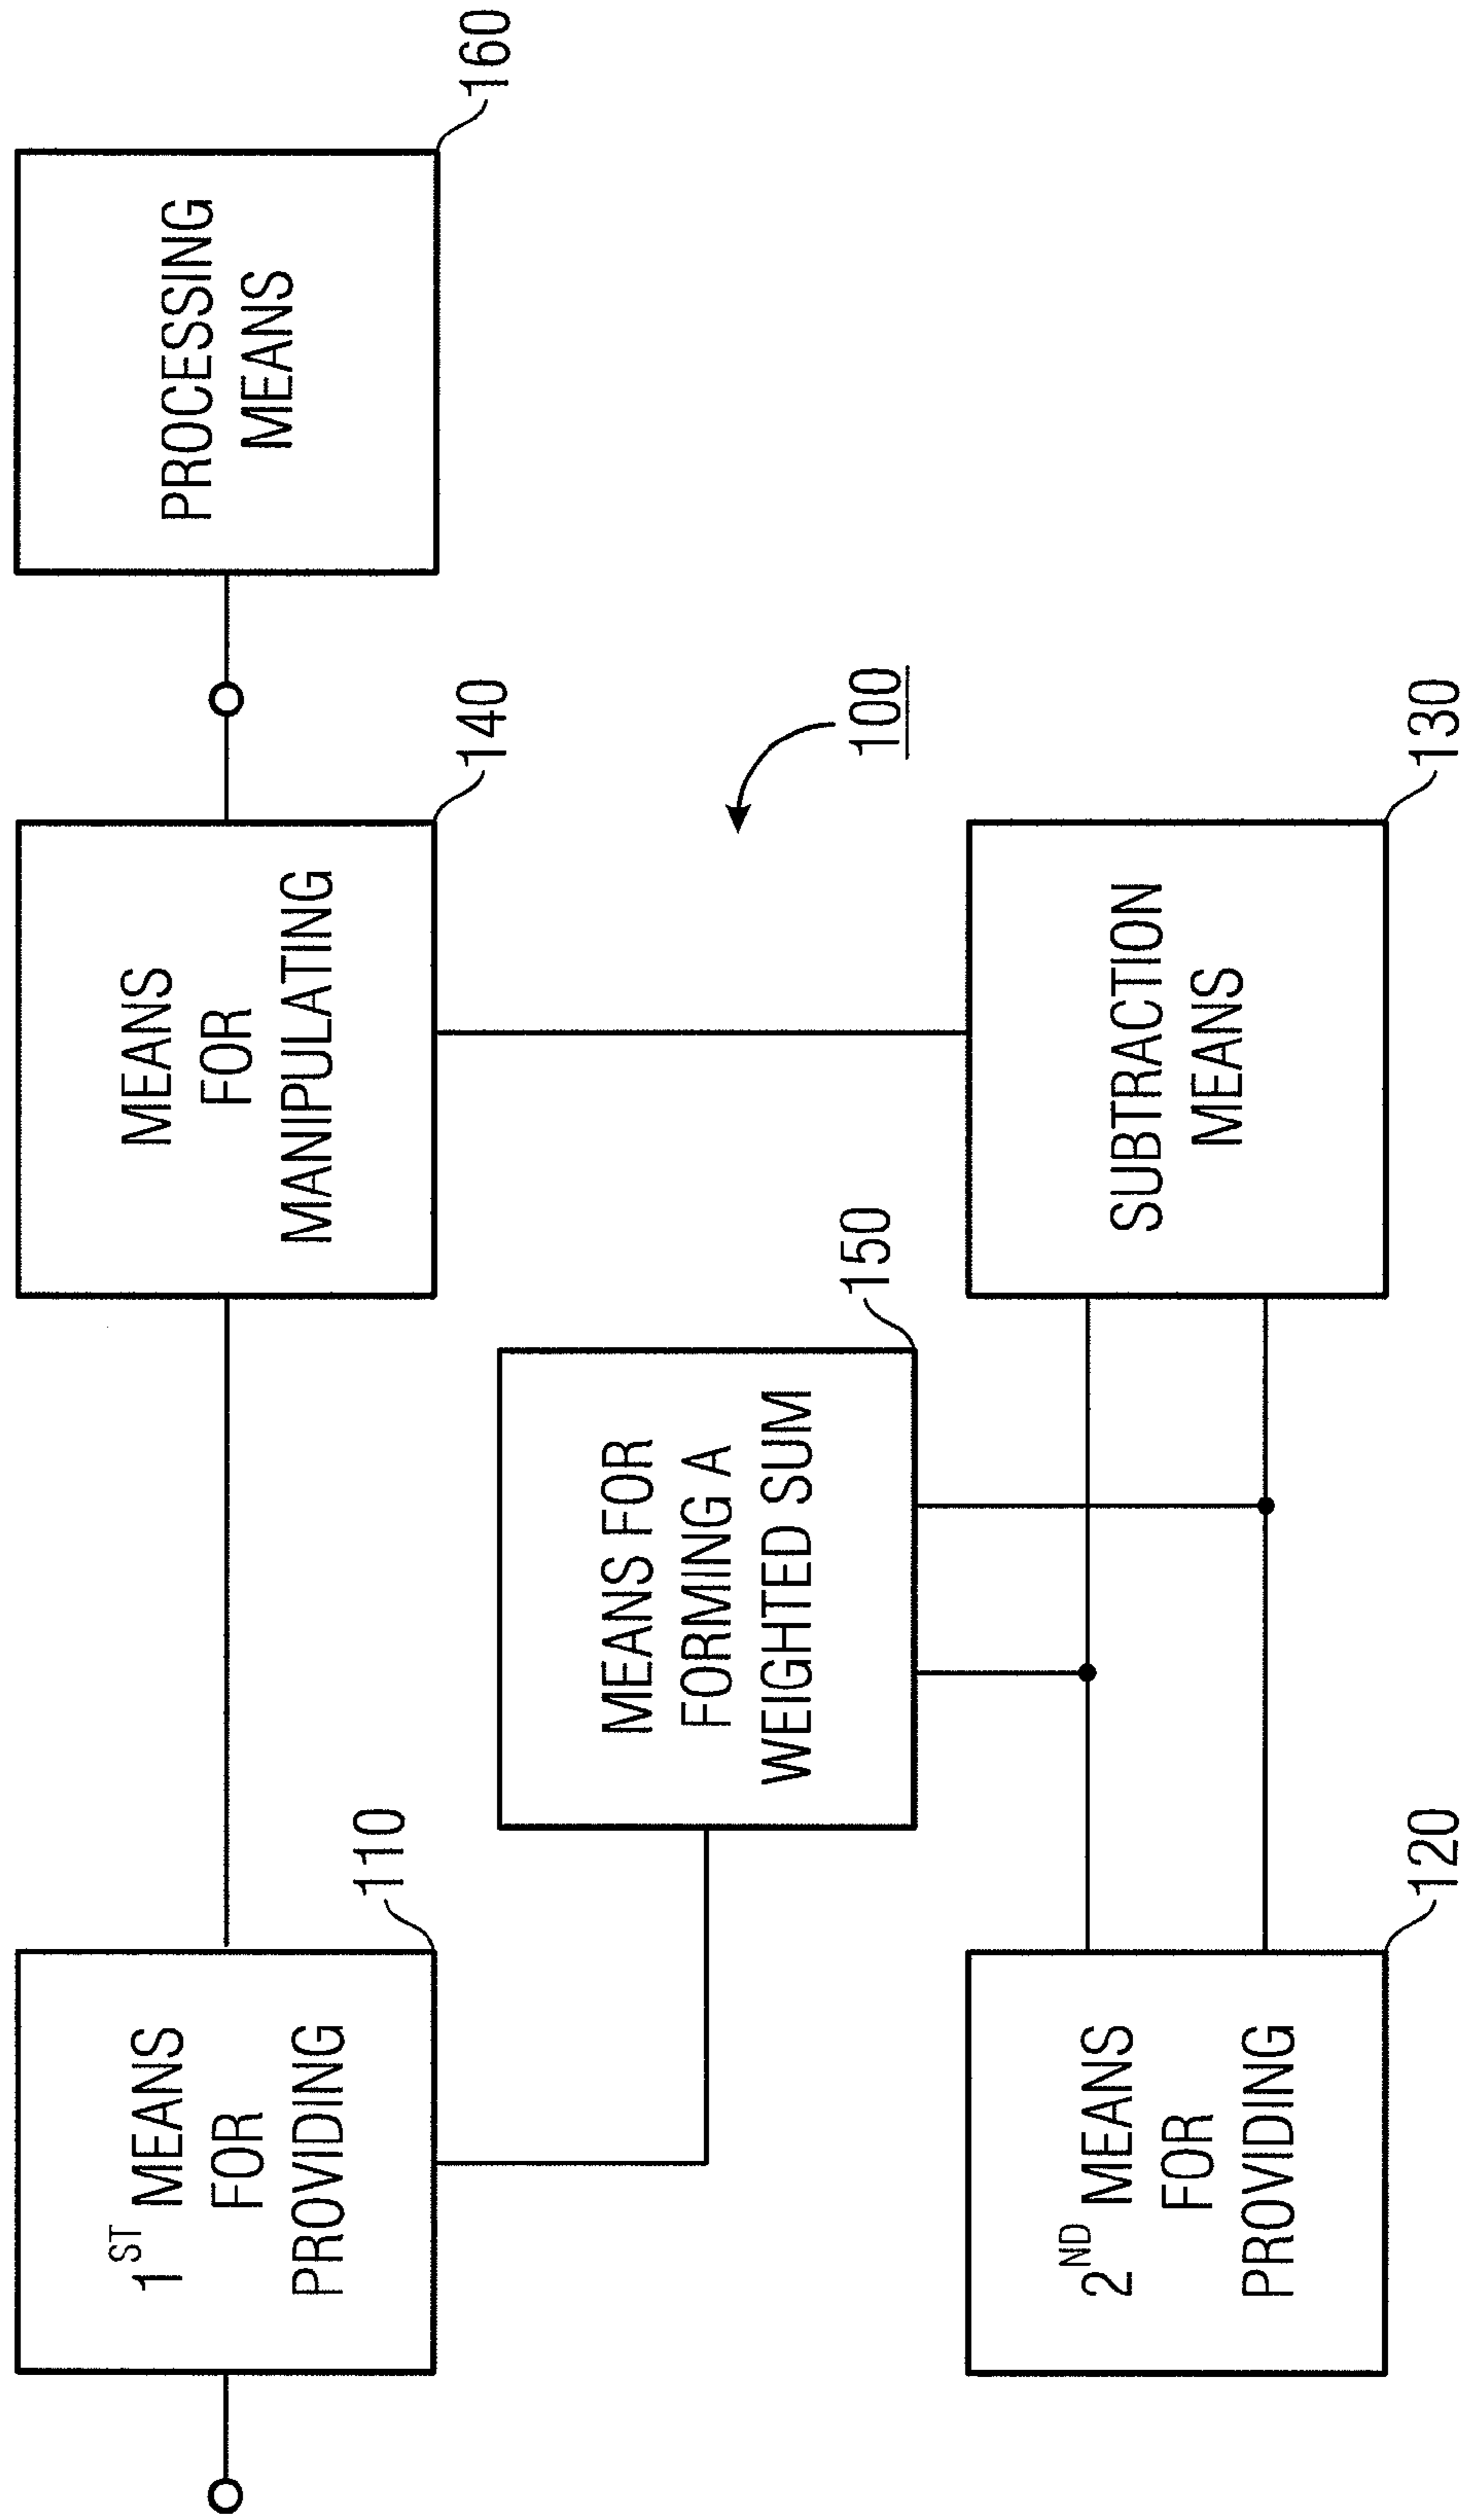 1ST MEANS
FOR
PROVIDING
110
MEANS
FOR
MANIPULATING
140
PROCESSING
MEANS
160
MEANS FOR
FORMING A
WEIGHTED SUM
150
100
2ND MEANS
FOR
PROVIDING
120
SUBTRACTION
MEANS
130